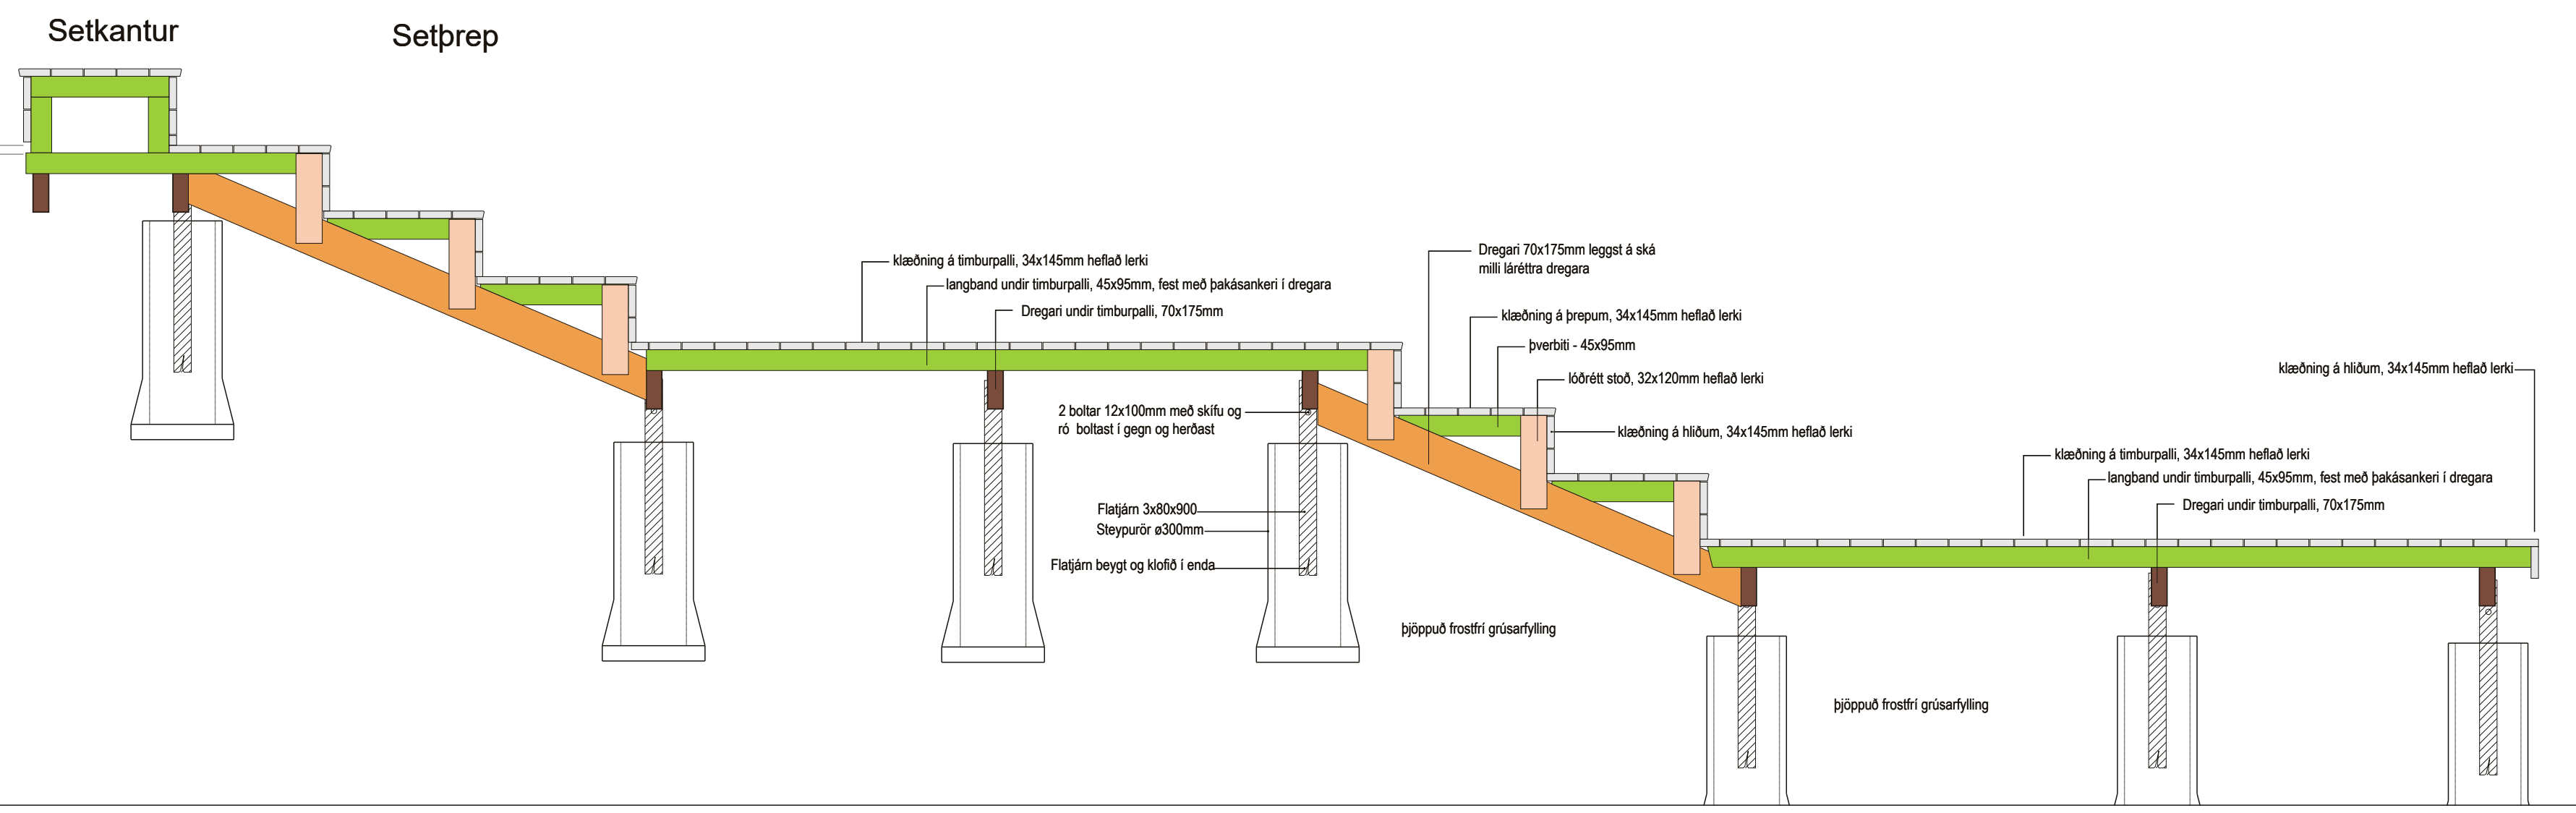 Setkantur
Setþrep
klæðning á timburpalli, 34x145mm heflað lerki
langband undir timburpalli, 45x95mm, fest með þakásankeri í dregara
Dregari undir timburpalli, 70x175mm
Dregari 70x175mm leggst á ská
milli láréttra dregara
klæðning á þrepum, 34x145mm heflað lerki
þverbiti - 45x95mm
lóðrétt stoð, 32x120mm heflað lerki
klæðning á hliðum, 34x145mm heflað lerki
2 boltar 12x100mm með skífu og
ró boltast í gegn og herðast
klæðning á hliðum, 34x145mm heflað lerki
klæðning á timburpalli, 34x145mm heflað lerki
langband undir timburpalli, 45x95mm, fest með þakásankeri í dregara
Dregari undir timburpalli, 70x175mm
Flatjárn 3x80x900
Steypurör ø300mm
Flatjárn beygt og klofið í enda
þjöppuð frostfrí grúsarfylling
þjöppuð frostfrí grúsarfylling